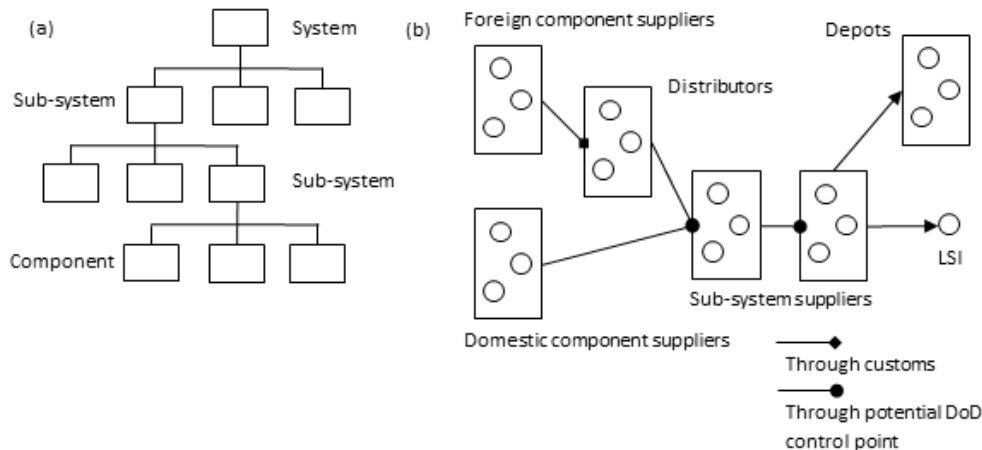 (a)
System
Sub-system
Sub-system
Component
(b)
Foreign component suppliers
Depots
Distributors
LSI
Sub-system suppliers
Domestic component suppliers
Through customs
Through potential DoD
control point